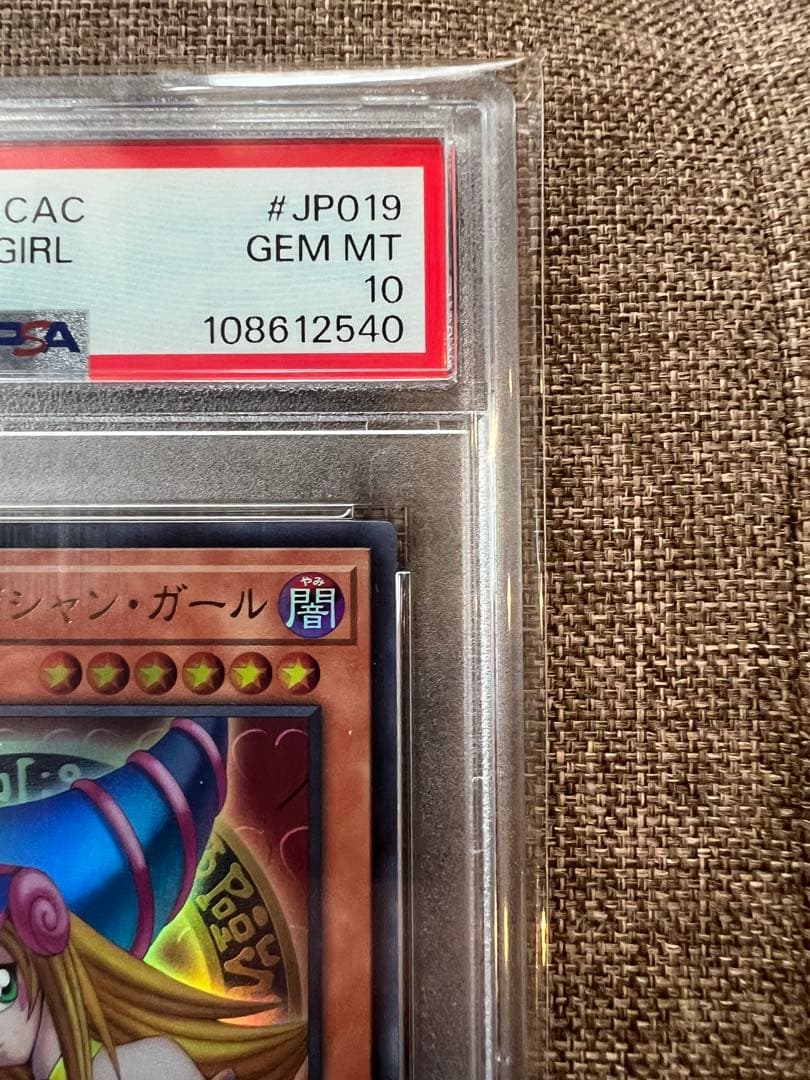 CAC #JP019
GIRL GEM MT
10
PSA 108612540
シャン・ガール
やみ
闇